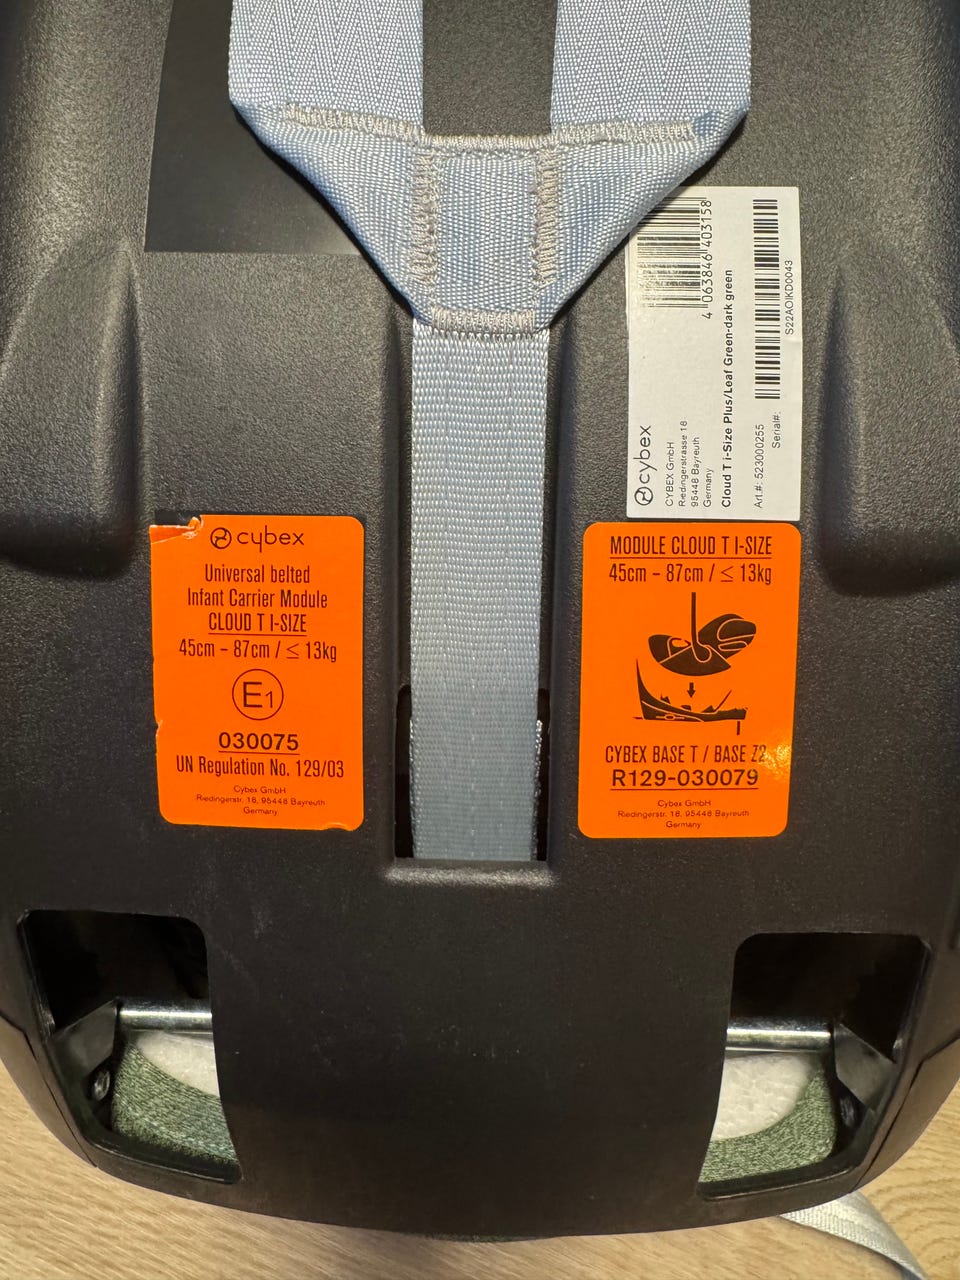 4 063846 403158
cybex
CYBEX GmbH
Riedingerstrasse 18
95448 Bayreuth
Germany
Cloud T i-Size Plus/Leaf Green-dark green
Art.#: 523000255
Serial#:
S22AOIKD0043
cybex
Universal belted
Infant Carrier Module
CLOUD T I-SIZE
45cm – 87cm / ≤ 13kg
E1
030075
UN Regulation No. 129/03
Cybex GmbH
Riedingerstr. 18, 95448 Bayreuth
Germany
MODULE CLOUD T I-SIZE
45cm – 87cm / ≤ 13kg
CYBEX BASE T / BASE Z2
R129-030079
Cybex GmbH
Riedingerstr. 18, 95448 Bayreuth
Germany